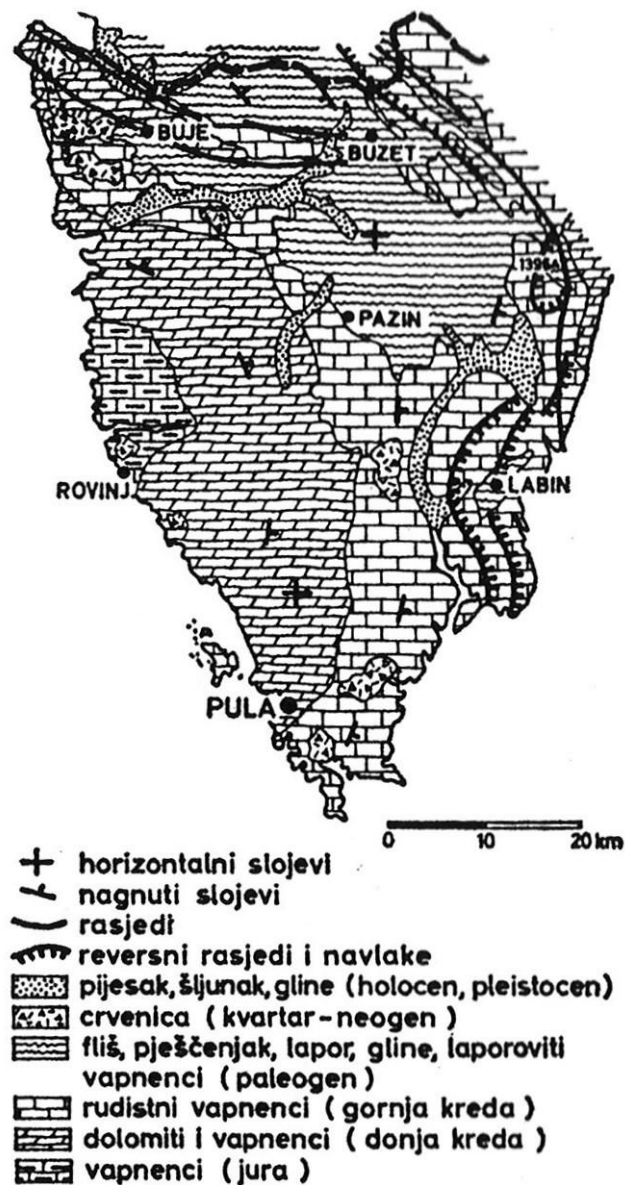 BUJE
BUZET
1396▲
PAZIN
ROVINJ
LABIN
PULA
0 10 20 km
horizontalni slojevi
nagnuti slojevi
rasjedi
reversni rasjedi i navlake
pijesak, šljunak, gline (holocen, pleistocen)
crvenica (kvartar-neogen)
fliš, pješčenjak, lapor, gline, laporoviti
vapnenci (paleogen)
rudistni vapnenci (gornja kreda)
dolomiti i vapnenci (donja kreda)
vapnenci (jura)